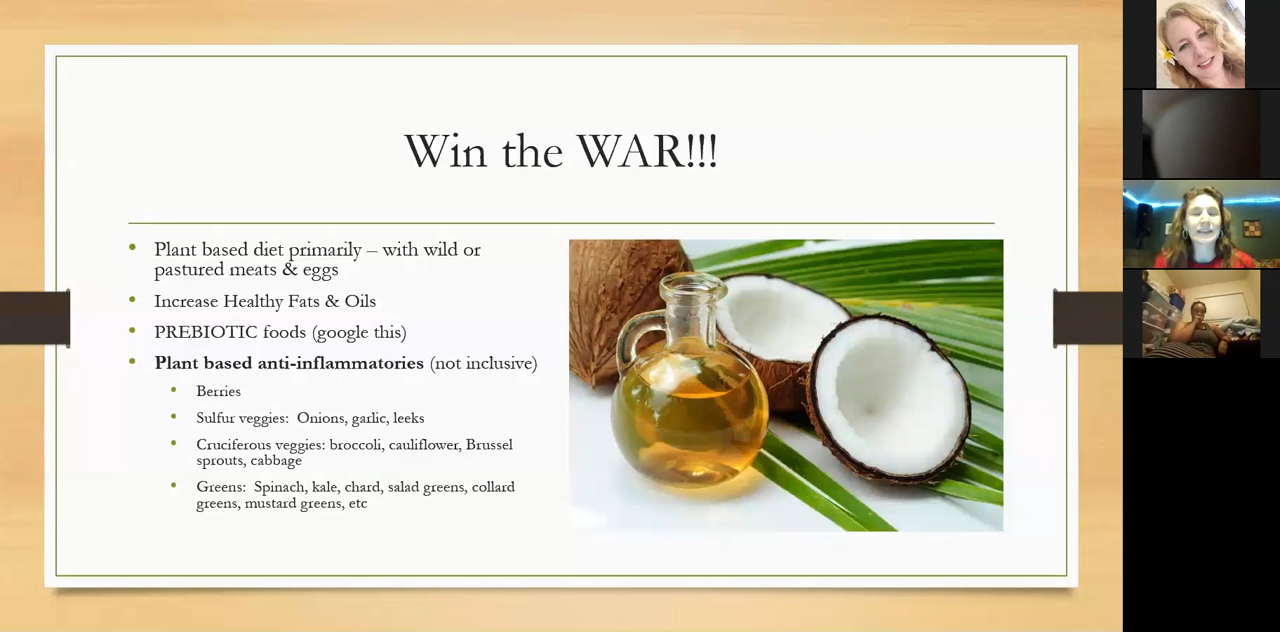 Win the WAR!!!
Plant based diet primarily – with wild or
pastured meats & eggs
Increase Healthy Fats & Oils
PREBIOTIC foods (google this)
Plant based anti-inflammatories (not inclusive)
Berries
Sulfur veggies: Onions, garlic, leeks
Cruciferous veggies: broccoli, cauliflower, Brussel
sprouts, cabbage
Greens: Spinach, kale, chard, salad greens, collard
greens, mustard greens, etc